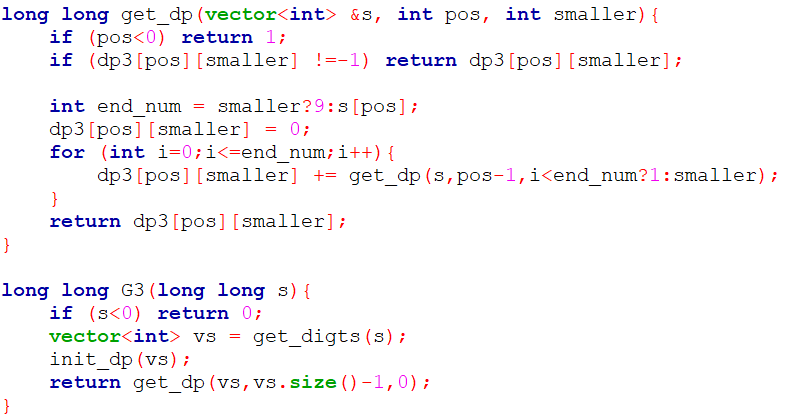 long long get_dp(vector<int> &s, int pos, int smaller){
    if (pos<0) return 1;
    if (dp3[pos][smaller] !=-1) return dp3[pos][smaller];

    int end_num = smaller?9:s[pos];
    dp3[pos][smaller] = 0;
    for (int i=0;i<=end_num;i++){
        dp3[pos][smaller] += get_dp(s,pos-1,i<end_num?1:smaller);
    }
    return dp3[pos][smaller];
}

long long G3(long long s){
    if (s<0) return 0;
    vector<int> vs = get_digts(s);
    init_dp(vs);
    return get_dp(vs,vs.size()-1,0);
}